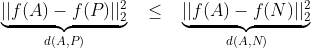 ||f(A) − f(P)||₂² ≤ ||f(A) − f(N)||₂²
d(A,P) d(A,N)